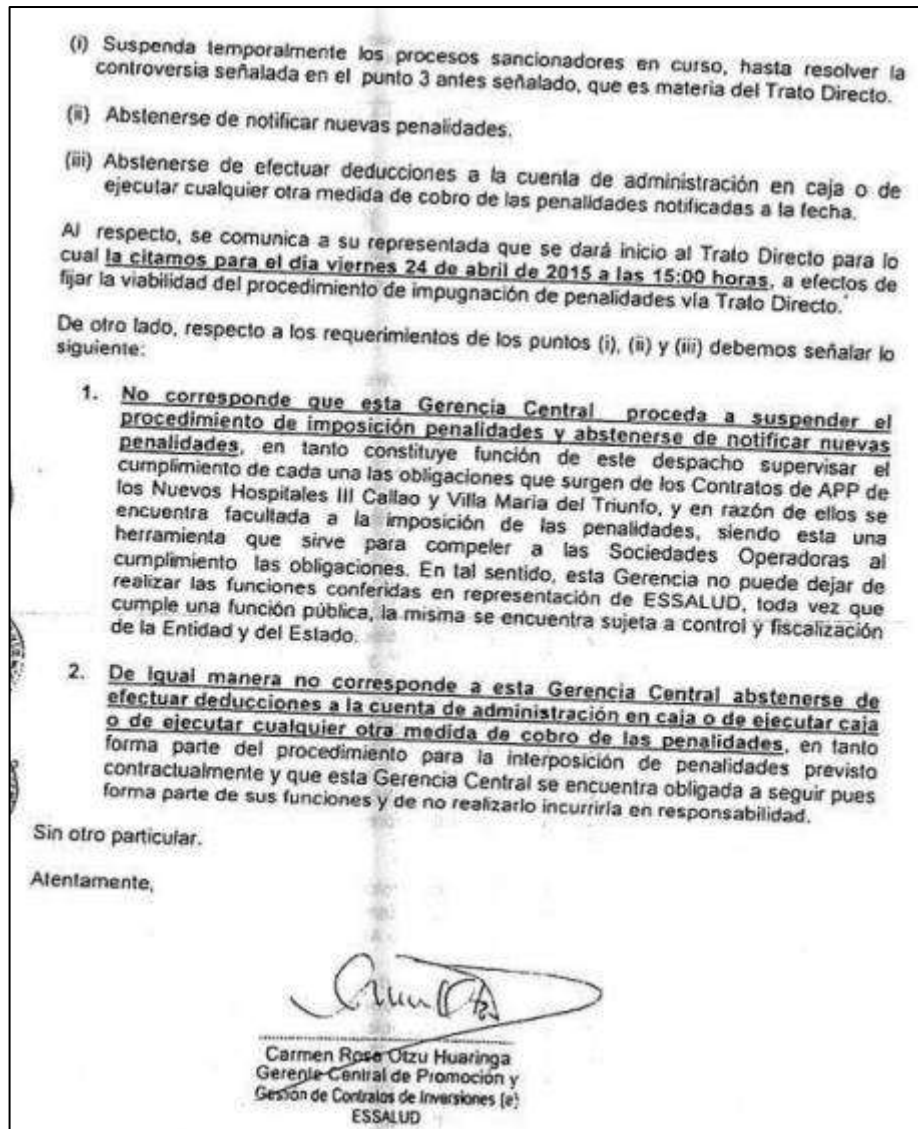 (i) Suspenda temporalmente los procesos sancionadores en curso, hasta resolver la
controversia señalada en el punto 3 antes señalado, que es materia del Trato Directo.
(ii) Abstenerse de notificar nuevas penalidades.
(iii) Abstenerse de efectuar deducciones a la cuenta de administración en caja o de
ejecutar cualquier otra medida de cobro de las penalidades notificadas a la fecha.
Al respecto, se comunica a su representada que se dará inicio al Trato Directo para lo
cual la citamos para el día viernes 24 de abril de 2015 a las 15:00 horas, a efectos de
fijar la viabilidad del procedimiento de impugnación de penalidades vía Trato Directo.
De otro lado, respecto a los requerimientos de los puntos (i), (ii) y (iii) debemos señalar lo
siguiente:
1. No corresponde que esta Gerencia Central proceda a suspender el
procedimiento de imposición penalidades y abstenerse de notificar nuevas
penalidades, en tanto constituye función de este despacho supervisar el
cumplimiento de cada una las obligaciones que surgen de los Contratos de APP de
los Nuevos Hospitales III Callao y Villa Maria del Triunfo, y en razón de ellos se
encuentra facultada a la imposición de las penalidades, siendo esta una
herramienta que sirve para compeler a las Sociedades Operadoras al
cumplimiento las obligaciones. En tal sentido, esta Gerencia no puede dejar de
realizar las funciones conferidas en representación de ESSALUD, toda vez que
cumple una función pública, la misma se encuentra sujeta a control y fiscalización
de la Entidad y del Estado.
2. De igual manera no corresponde a esta Gerencia Central abstenerse de
efectuar deducciones a la cuenta de administración en caja o de ejecutar caja
o de ejecutar cualquier otra medida de cobro de las penalidades, en tanto
forma parte del procedimiento para la interposición de penalidades previsto
contractualmente y que esta Gerencia Central se encuentra obligada a seguir pues
forma parte de sus funciones y de no realizarlo incurriría en responsabilidad.
Sin otro particular.
Atentamente,
Carmen Rosa Otzu Huaringa
Gerente Central de Promoción y
Gestión de Contratos de Inversiones (e)
ESSALUD